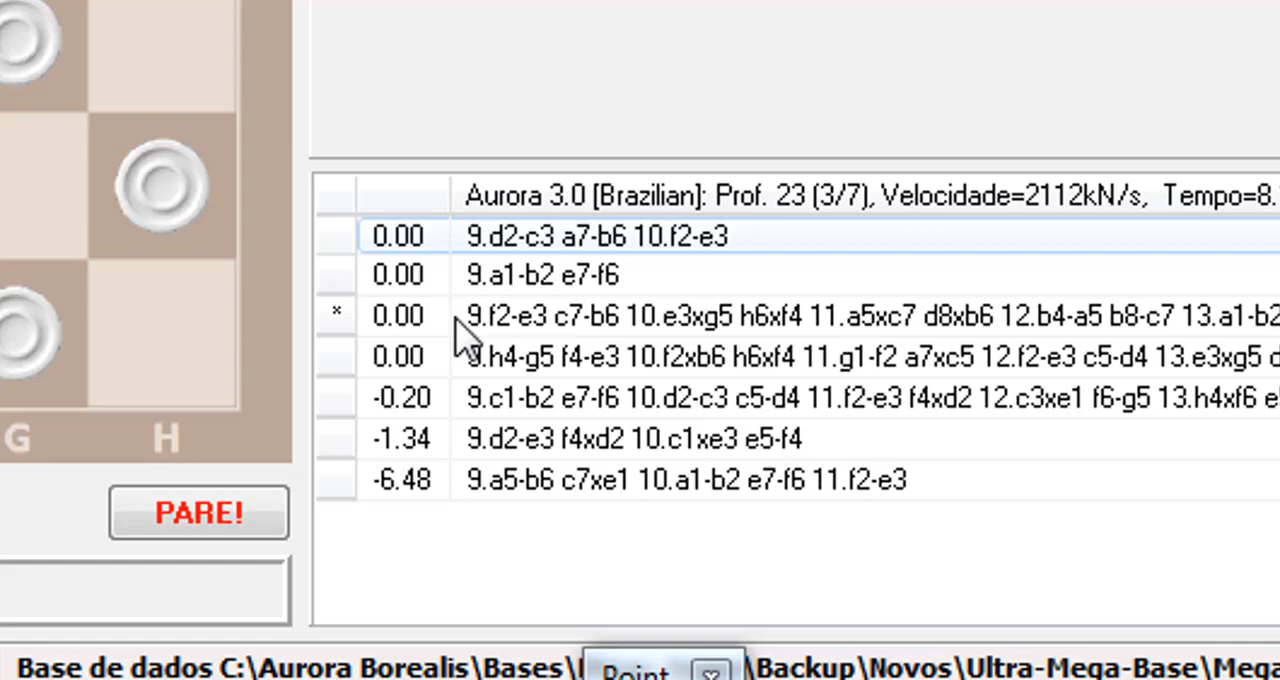 Aurora 3.0 [Brazilian]: Prof. 23 (3/7), Velocidade=2112kN/s, Tempo=8.
0.00 9.d2-c3 a7-b6 10.f2-e3
0.00 9.a1-b2 e7-f6
* 0.00 9.f2-e3 c7-b6 10.e3xg5 h6xf4 11.a5xc7 d8xb6 12.b4-a5 b8-c7 13.a1-b2
0.00 9.h4-g5 f4-e3 10.f2xb6 h6xf4 11.g1-f2 a7xc5 12.f2-e3 c5-d4 13.e3xg5 d
-0.20 9.c1-b2 e7-f6 10.d2-c3 c5-d4 11.f2-e3 f4xd2 12.c3xe1 f6-g5 13.h4xf6 e
-1.34 9.d2-e3 f4xd2 10.c1xe3 e5-f4
-6.48 9.a5-b6 c7xe1 10.a1-b2 e7-f6 11.f2-e3
G H
PARE!
Base de dados C:\Aurora Borealis\Bases\ \Backup\Novos\Ultra-Mega-Base\Mega
Point